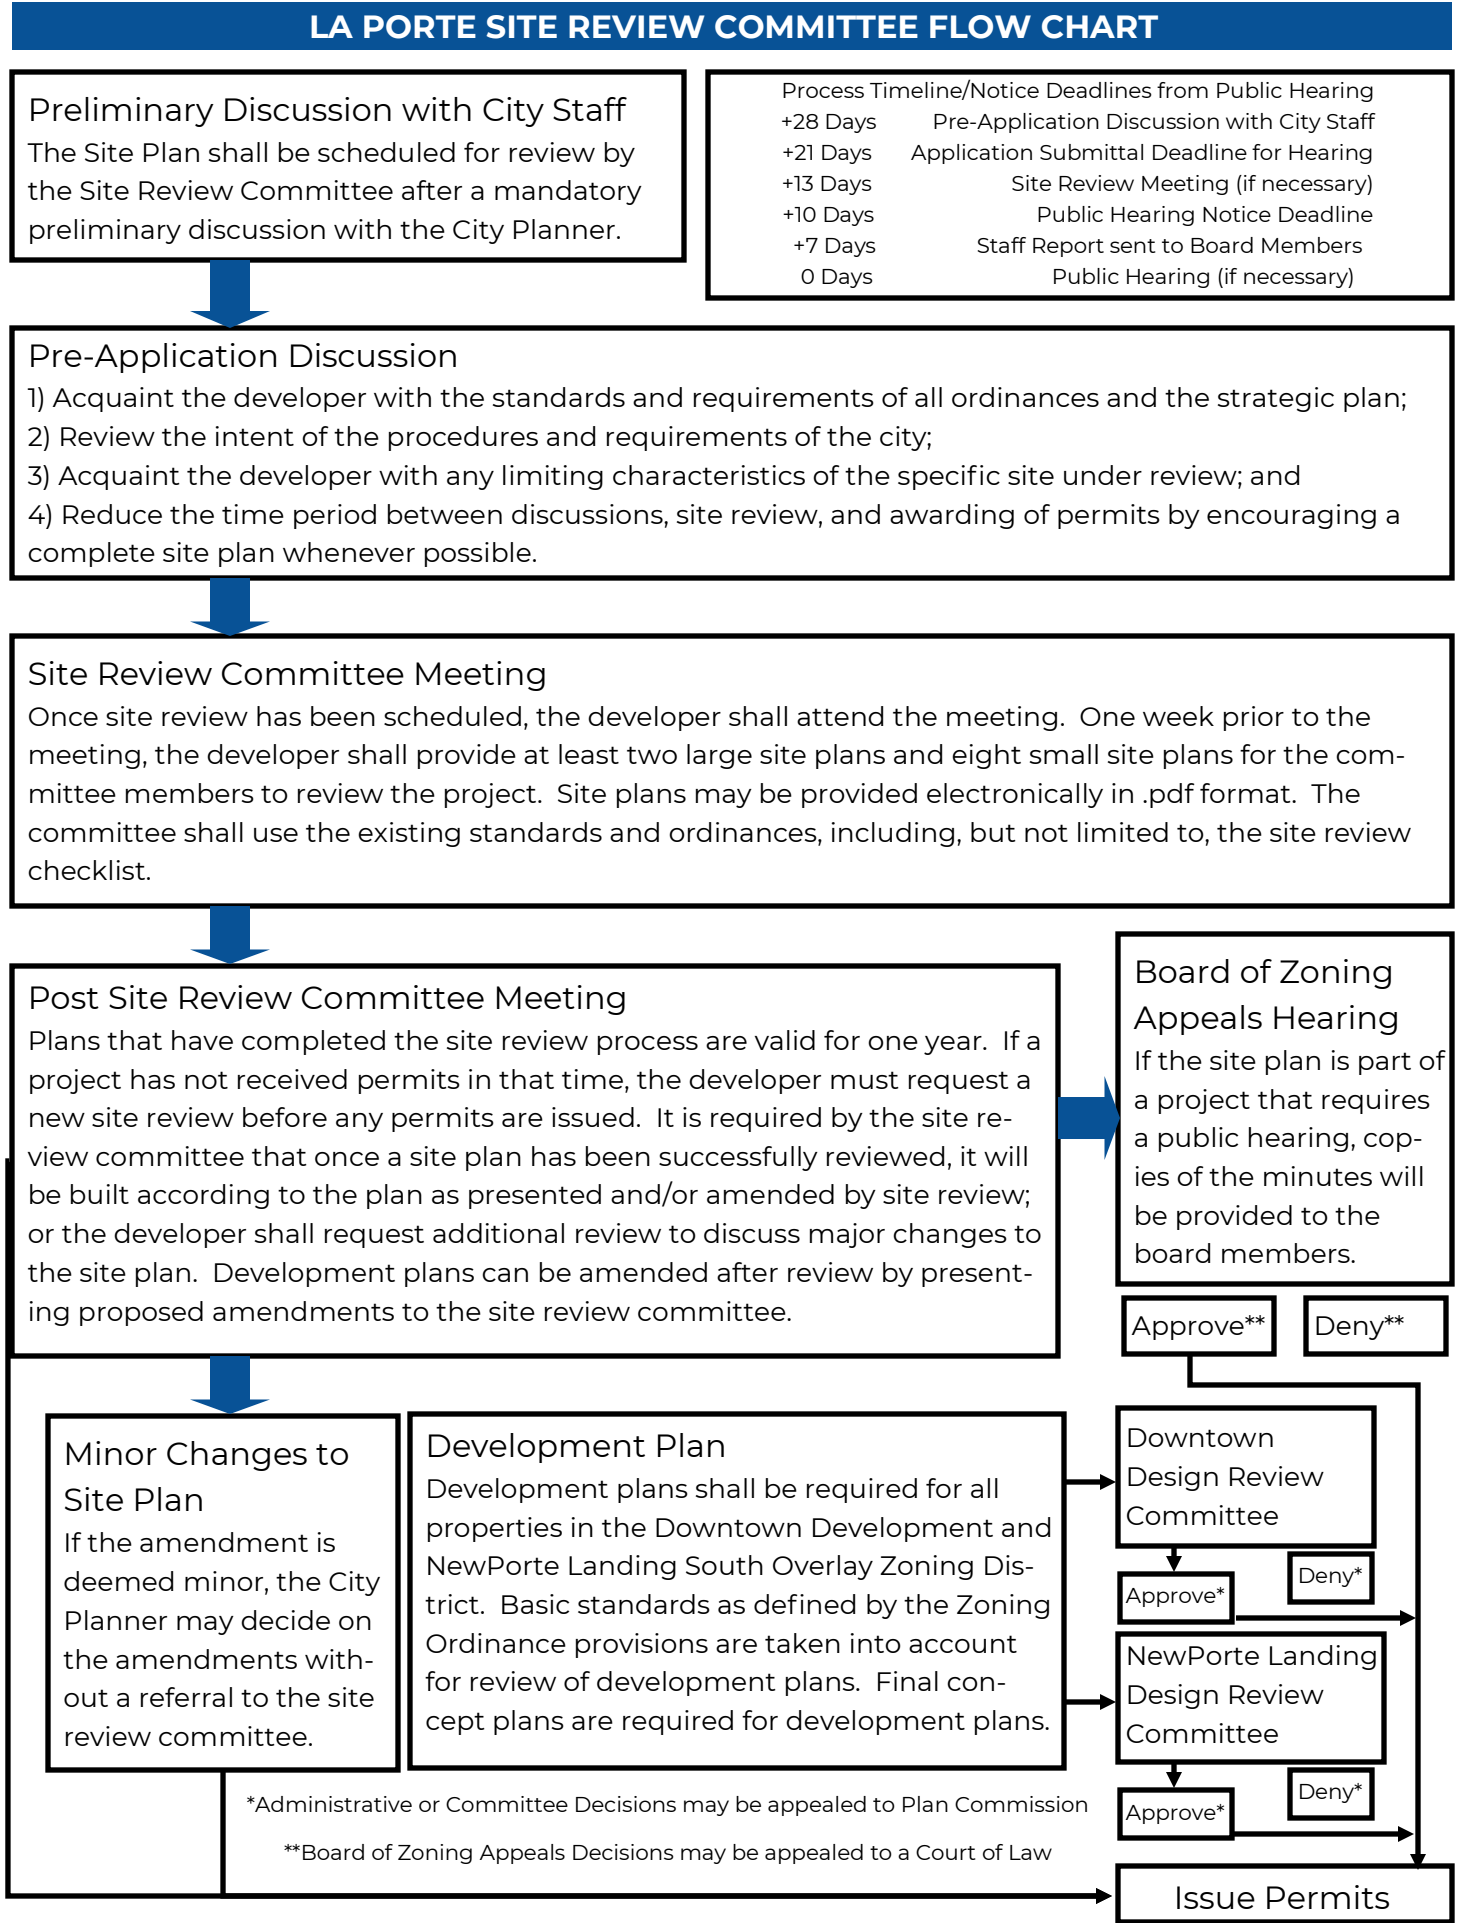 LA PORTE SITE REVIEW COMMITTEE FLOW CHART
Preliminary Discussion with City Staff
The Site Plan shall be scheduled for review by
the Site Review Committee after a mandatory
preliminary discussion with the City Planner.
Process Timeline/Notice Deadlines from Public Hearing
+28 Days Pre-Application Discussion with City Staff
+21 Days Application Submittal Deadline for Hearing
+13 Days Site Review Meeting (if necessary)
+10 Days Public Hearing Notice Deadline
+7 Days Staff Report sent to Board Members
0 Days Public Hearing (if necessary)
Pre-Application Discussion
1) Acquaint the developer with the standards and requirements of all ordinances and the strategic plan;
2) Review the intent of the procedures and requirements of the city;
3) Acquaint the developer with any limiting characteristics of the specific site under review; and
4) Reduce the time period between discussions, site review, and awarding of permits by encouraging a
complete site plan whenever possible.
Site Review Committee Meeting
Once site review has been scheduled, the developer shall attend the meeting. One week prior to the
meeting, the developer shall provide at least two large site plans and eight small site plans for the com-
mittee members to review the project. Site plans may be provided electronically in .pdf format. The
committee shall use the existing standards and ordinances, including, but not limited to, the site review
checklist.
Post Site Review Committee Meeting
Plans that have completed the site review process are valid for one year. If a
project has not received permits in that time, the developer must request a
new site review before any permits are issued. It is required by the site re-
view committee that once a site plan has been successfully reviewed, it will
be built according to the plan as presented and/or amended by site review;
or the developer shall request additional review to discuss major changes to
the site plan. Development plans can be amended after review by present-
ing proposed amendments to the site review committee.
Board of Zoning
Appeals Hearing
If the site plan is part of
a project that requires
a public hearing, cop-
ies of the minutes will
be provided to the
board members.
Approve**
Deny**
Minor Changes to
Site Plan
If the amendment is
deemed minor, the City
Planner may decide on
the amendments with-
out a referral to the site
review committee.
Development Plan
Development plans shall be required for all
properties in the Downtown Development and
NewPorte Landing South Overlay Zoning Dis-
trict. Basic standards as defined by the Zoning
Ordinance provisions are taken into account
for review of development plans. Final con-
cept plans are required for development plans.
Downtown
Design Review
Committee
Approve*
Deny*
NewPorte Landing
Design Review
Committee
Approve*
Deny*
*Administrative or Committee Decisions may be appealed to Plan Commission
**Board of Zoning Appeals Decisions may be appealed to a Court of Law
Issue Permits